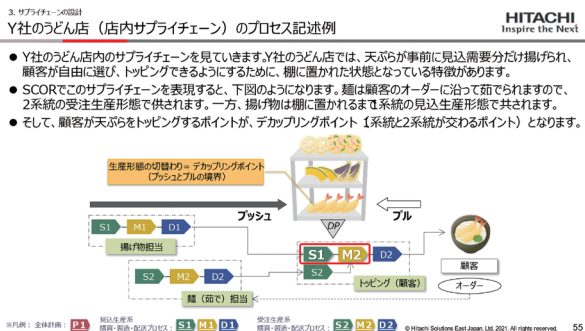 3. サプライチェーンの設計
Y社のうどん店（店内サプライチェーン）のプロセス記述例
HITACHI
Inspire the Next
● Y社のうどん店内のサプライチェーンを見ていきます。Y社のうどん店では、天ぷらが事前に見込需要分だけ揚げられ、
顧客が自由に選び、トッピングできるようにするために、棚に置かれた状態となっている特徴があります。
● SCORでこのサプライチェーンを表現すると、下図のようになります。麺は顧客のオーダーに沿って茹でられますので、
2系統の受注生産形態で供されます。一方、揚げ物は棚に置かれるまで1系統の見込生産形態で共されます。
● そして、顧客が天ぷらをトッピングするポイントが、デカップリングポイント（1系統と2系統が交わるポイント）となります。
生産形態の切替わり＝デカップリングポイント
（プッシュとプルの境界）
プッシュ
プル
DP
S1 M1 D1
揚げ物担当
S1 M2 D2
S2
S2 M2 D2
麺（茹で）担当
トッピング（顧客）
顧客
オーダー
※凡例： 全体計画： P1
見込生産系
購買・製造・配送プロセス： S1 M1 D1
受注生産系
購買・製造・配送プロセス： S2 M2 D2
© Hitachi Solutions East Japan, Ltd. 2021. All rights reserved.
55